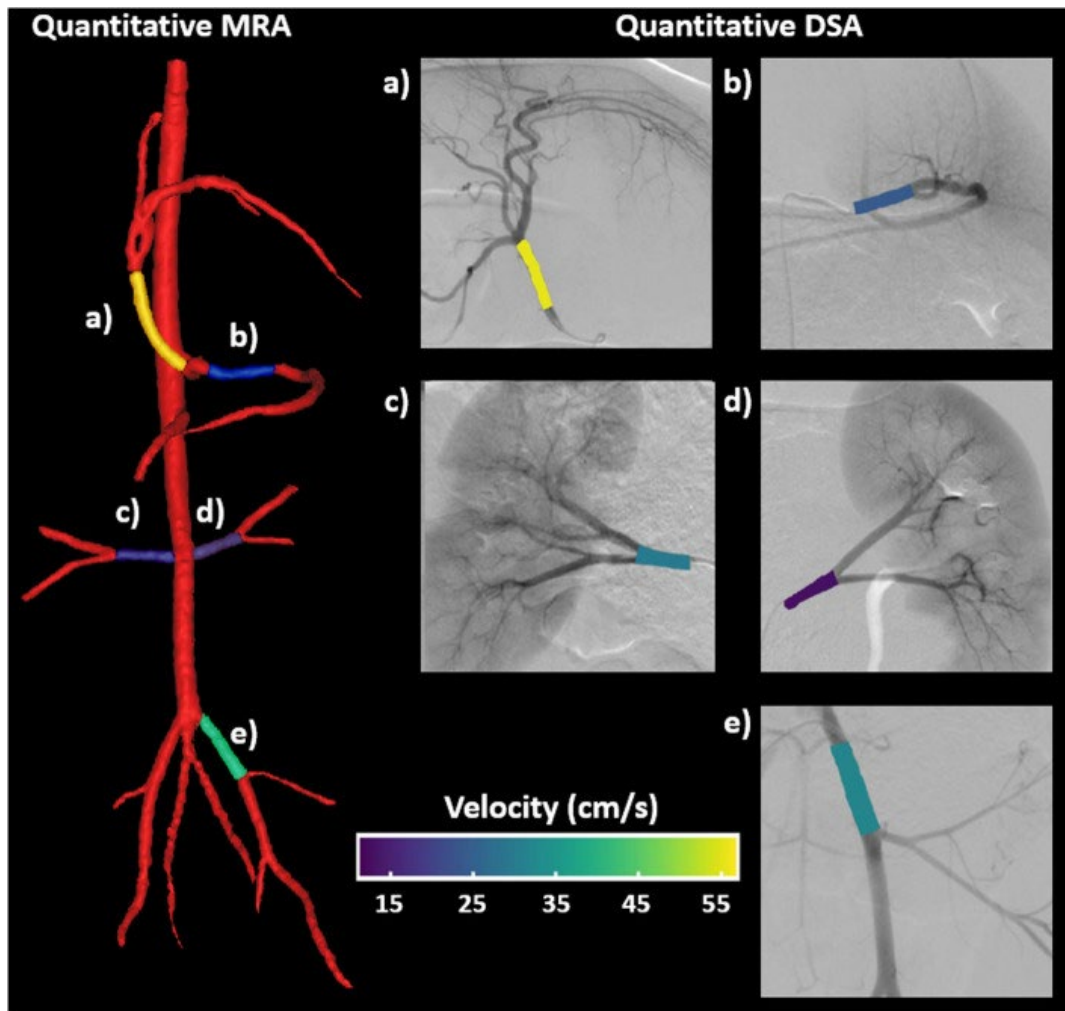 Quantitative MRA
Quantitative DSA
a)
b)
c)
d)
e)
a)
b)
c)
d)
e)
Velocity (cm/s)
15 25 35 45 55